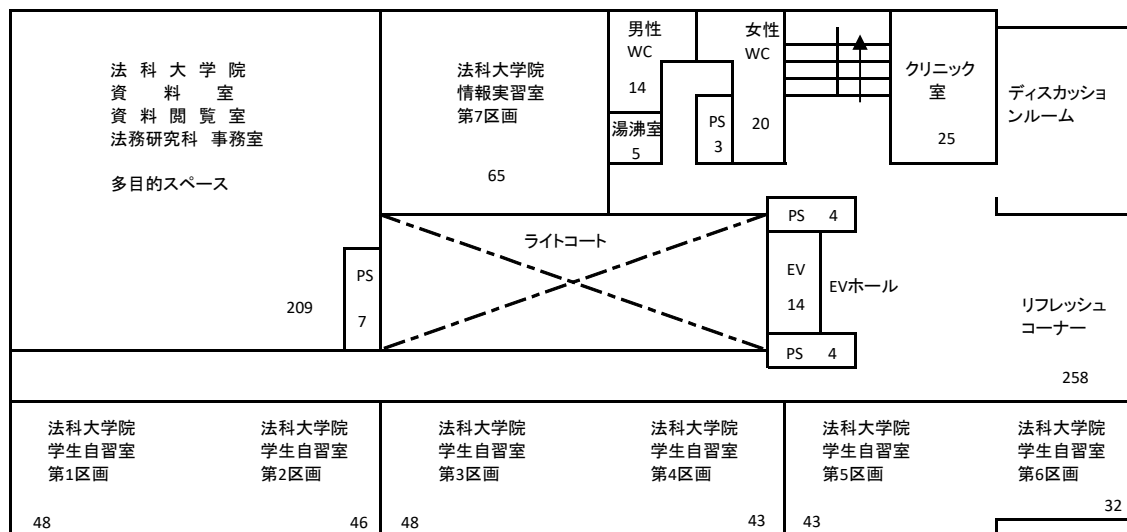 法 科 大 学 院
資 料 室
資 料 閲 覧 室
法務研究科 事務室
多目的スペース
209
PS
7
法科大学院
情報実習室
第7区画
65
男性
WC
14
湯沸室
5
PS
3
女性
WC
20
クリニック
室
25
ディスカッショ
ンルーム
ライトコート
PS 4
EV
14
EVホール
PS 4
リフレッシュ
コーナー
258
法科大学院
学生自習室
第1区画
48
法科大学院
学生自習室
第2区画
46
法科大学院
学生自習室
第3区画
48
法科大学院
学生自習室
第4区画
43
法科大学院
学生自習室
第5区画
43
法科大学院
学生自習室
第6区画
32